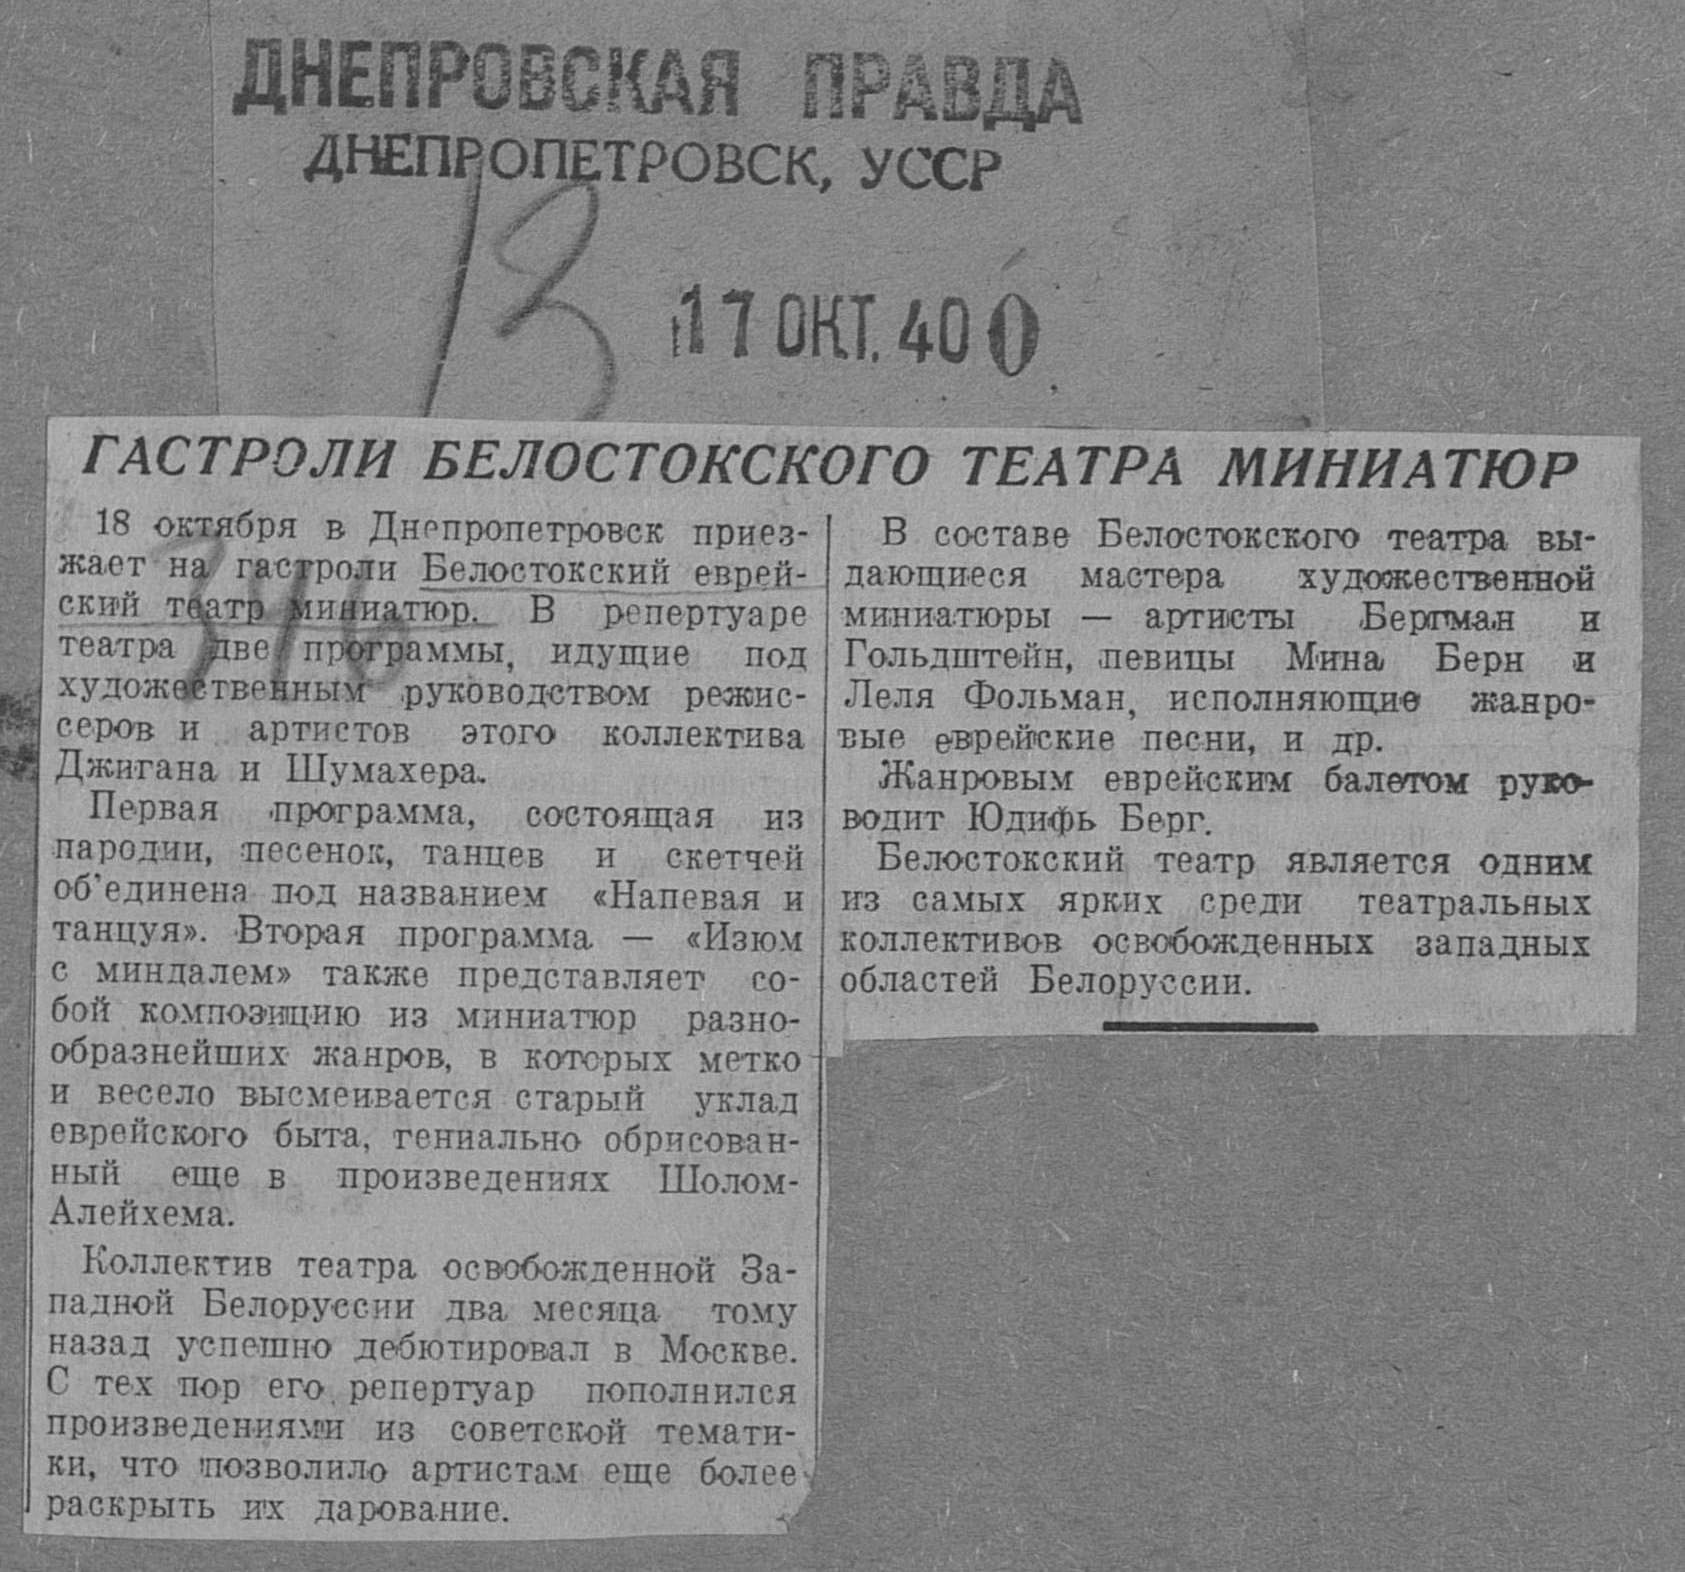 ДНЕПРОВСКАЯ ПРАВДА
ДНЕПРОПЕТРОВСК, УССР
13
17 ОКТ. 40 0
ГАСТРОЛИ БЕЛОСТОКСКОГО ТЕАТРА МИНИАТЮР
18 октября в Днепропетровск приез-
жает на гастроли Белостокский еврей-
ский театр миниатюр. В репертуаре
театра две программы, идущие под
художественным руководством режис-
серов и артистов этого коллектива
Джигана и Шумахера.
Первая программа, состоящая из
пародии, песенок, танцев и скетчей
об'единена под названием «Напевая и
танцуя». Вторая программа — «Изюм
с миндалем» также представляет со-
бой композицию из миниатюр разно-
образнейших жанров, в которых метко
и весело высмеивается старый уклад
еврейского быта, гениально обрисован-
ный еще в произведениях Шолом-
Алейхема.
Коллектив театра освобожденной За-
падной Белоруссии два месяца тому
назад успешно дебютировал в Москве.
С тех пор его репертуар пополнился
произведениями из советской темати-
ки, что позволило артистам еще более
раскрыть их дарование.
В составе Белостокского театра вы-
дающиеся мастера художественной
миниатюры — артисты Бергман и
Гольдштейн, певицы Мина Берн и
Леля Фольман, исполняющие жанро-
вые еврейские песни, и др.
Жанровым еврейским балетом руко-
водит Юдифь Берг.
Белостокский театр является одним
из самых ярких среди театральных
коллективов освобожденных западных
областей Белоруссии.